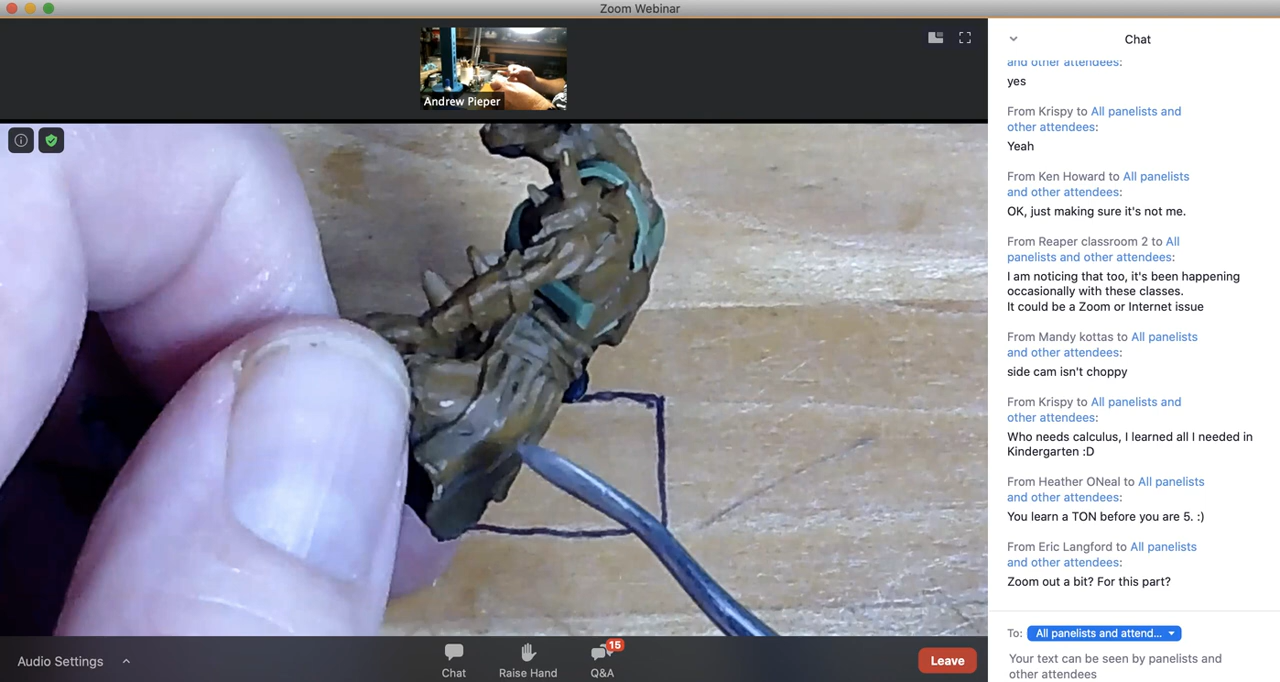 Zoom Webinar
Andrew Pieper
Chat
and other attendees:
yes
From Krispy to All panelists and
other attendees:
Yeah
From Ken Howard to All panelists
and other attendees:
OK, just making sure it's not me.
From Reaper classroom 2 to All
panelists and other attendees:
I am noticing that too, it's been happening
occasionally with these classes.
It could be a Zoom or Internet issue
From Mandy kottas to All panelists
and other attendees:
side cam isn't choppy
From Krispy to All panelists and
other attendees:
Who needs calculus, I learned all I needed in
Kindergarten :D
From Heather ONeal to All panelists
and other attendees:
You learn a TON before you are 5. :)
From Eric Langford to All panelists
and other attendees:
Zoom out a bit? For this part?
To: All panelists and attend...
Your text can be seen by panelists and
other attendees
Audio Settings
Chat
Raise Hand
15
Q&A
Leave